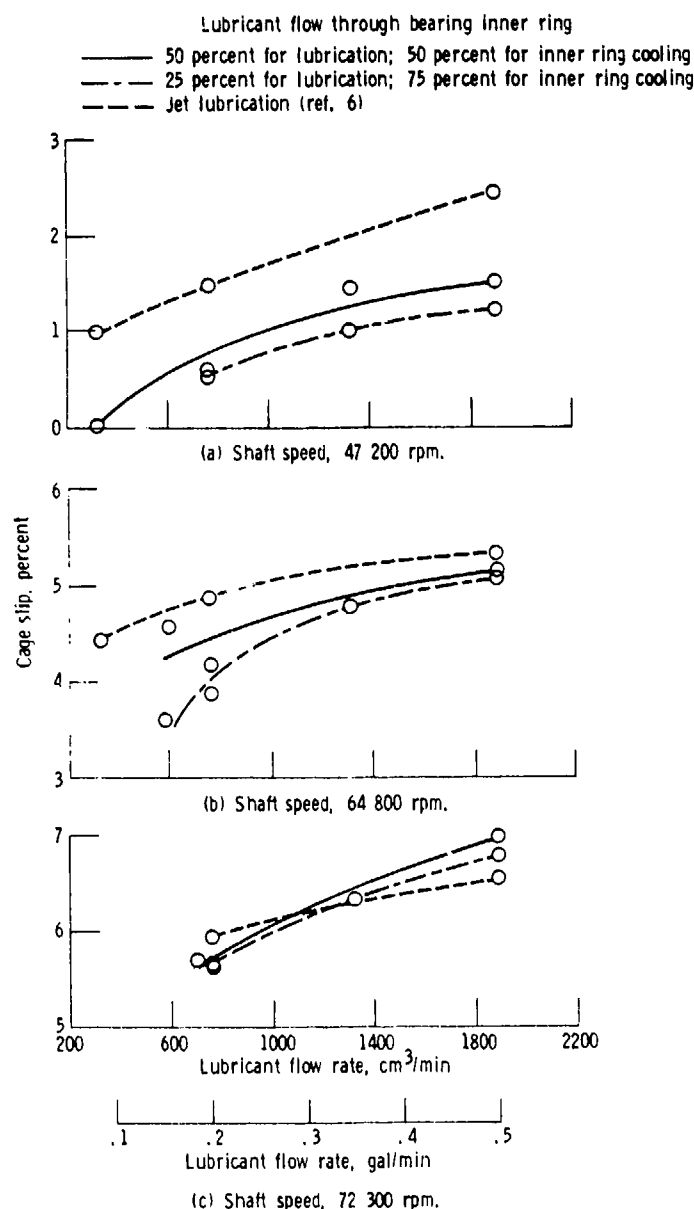 Lubricant flow through bearing inner ring
50 percent for lubrication; 50 percent for inner ring cooling
25 percent for lubrication; 75 percent for inner ring cooling
Jet lubrication (ref. 6)
3
2
1
0
(a) Shaft speed, 47 200 rpm.
Cage slip, percent
6
5
4
3
(b) Shaft speed, 64 800 rpm.
7
6
5
200 600 1000 1400 1800 2200
Lubricant flow rate, cm³/min
.1 .2 .3 .4 .5
Lubricant flow rate, gal/min
(c) Shaft speed, 72 300 rpm.